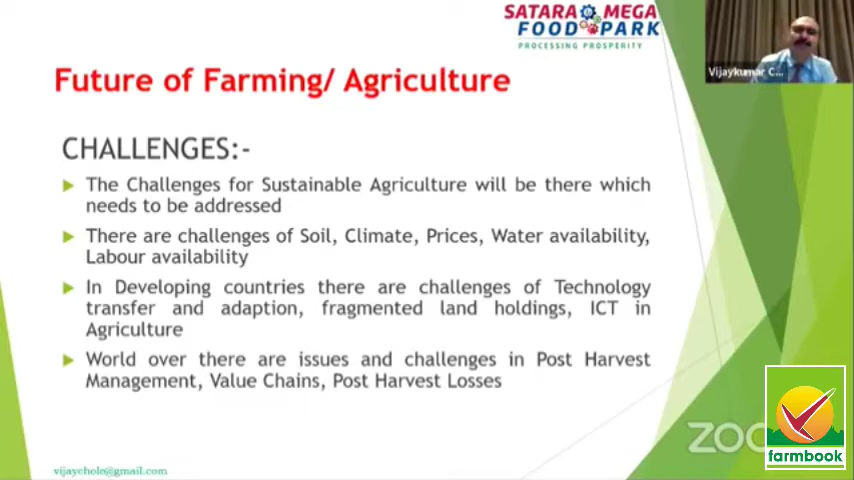 SATARA MEGA
FOOD PARK
PROCESSING PROSPERITY
Vijaykumar C...
Future of Farming/ Agriculture
CHALLENGES:-
The Challenges for Sustainable Agriculture will be there which
needs to be addressed
There are challenges of Soil, Climate, Prices, Water availability,
Labour availability
In Developing countries there are challenges of Technology
transfer and adaption, fragmented land holdings, ICT in
Agriculture
World over there are issues and challenges in Post Harvest
Management, Value Chains, Post Harvest Losses
zoo
farmbook
vijaychole@gmail.com